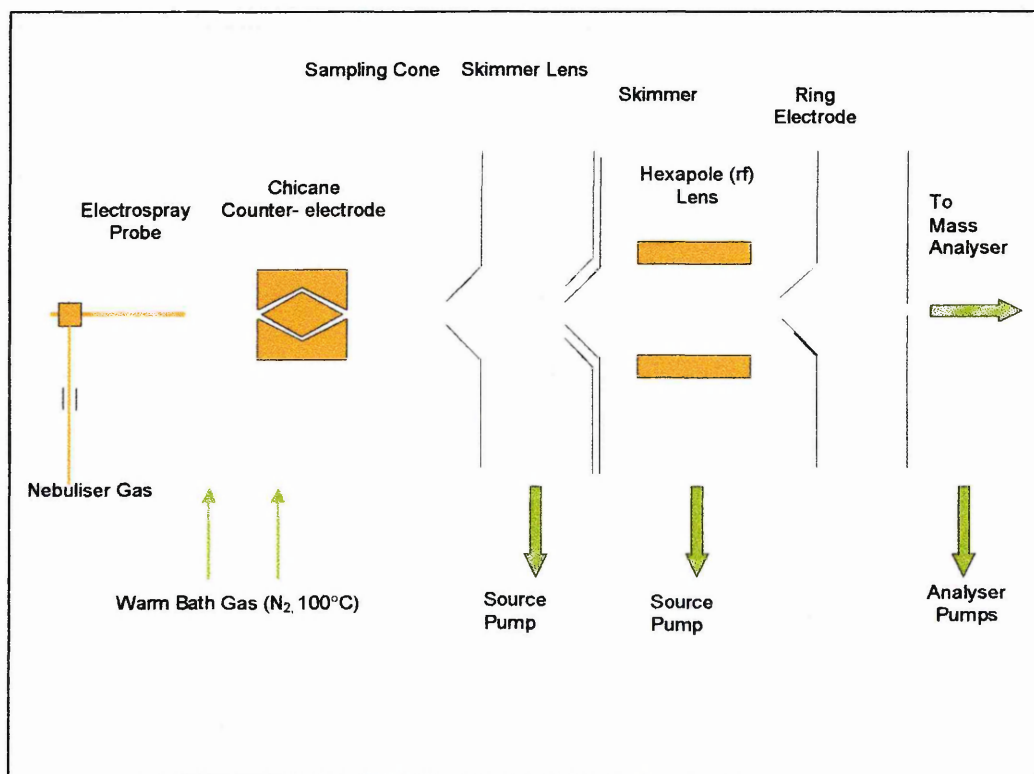 Sampling Cone Skimmer Lens
Skimmer
Ring
Electrode
Hexapole (rf)
Lens
Chicane
Counter- electrode
Electrospray
Probe
To
Mass
Analyser
Nebuliser Gas
Warm Bath Gas (N2, 100°C)
Source
Pump
Source
Pump
Analyser
Pumps